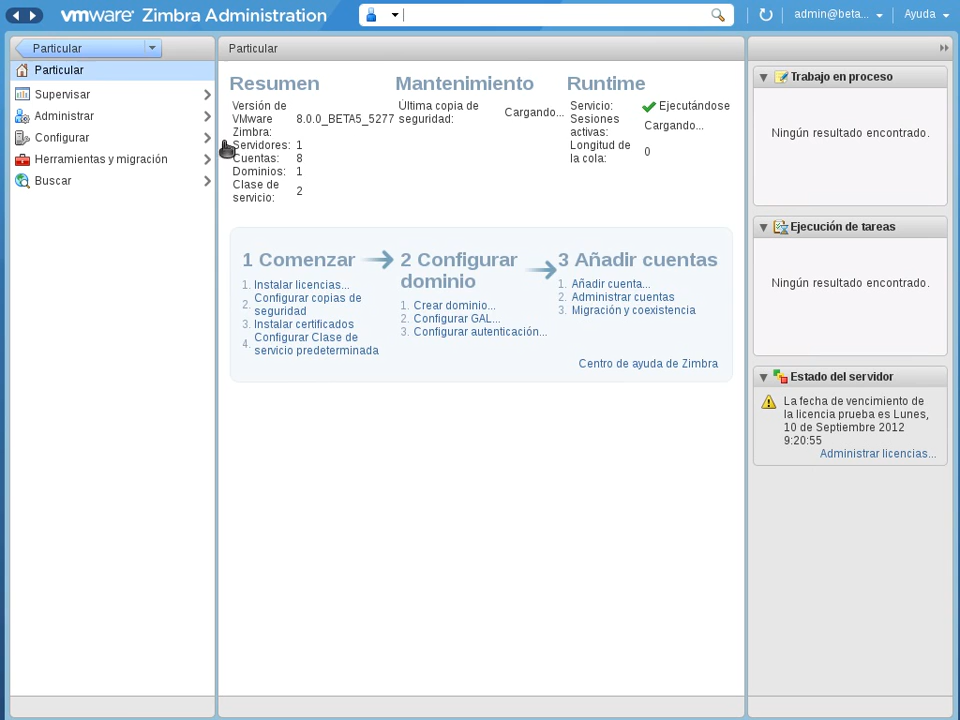 vmware Zimbra Administration
admin@beta...
Ayuda
Particular
Particular
Supervisar
Administrar
Configurar
Herramientas y migración
Buscar
Particular
Resumen
Versión de VMware Zimbra: 8.0.0_BETA5_5277
Servidores: 1
Cuentas: 8
Dominios: 1
Clase de servicio: 2
Mantenimiento
Última copia de seguridad: Cargando...
Runtime
Servicio: Ejecutándose
Sesiones activas: Cargando...
Longitud de la cola: 0
1 Comenzar
1. Instalar licencias...
2. Configurar copias de seguridad
3. Instalar certificados
4. Configurar Clase de servicio predeterminada
2 Configurar dominio
1. Crear dominio...
2. Configurar GAL...
3. Configurar autenticación...
3 Añadir cuentas
1. Añadir cuenta...
2. Administrar cuentas
3. Migración y coexistencia
Centro de ayuda de Zimbra
Trabajo en proceso
Ningún resultado encontrado.
Ejecución de tareas
Ningún resultado encontrado.
Estado del servidor
La fecha de vencimiento de
la licencia prueba es Lunes,
10 de Septiembre 2012
9:20:55
Administrar licencias...